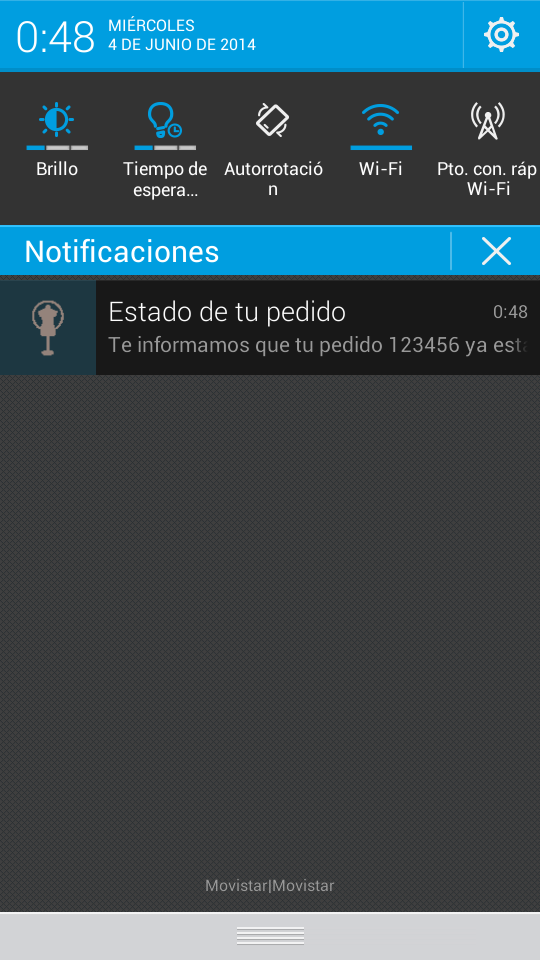 0:48
MIÉRCOLES
4 DE JUNIO DE 2014
Brillo
Tiempo de
espera...
Autorrotació
n
Wi-Fi
Pto. con. ráp
Wi-Fi
Notificaciones
Estado de tu pedido
0:48
Te informamos que tu pedido 123456 ya esta
Movistar|Movistar